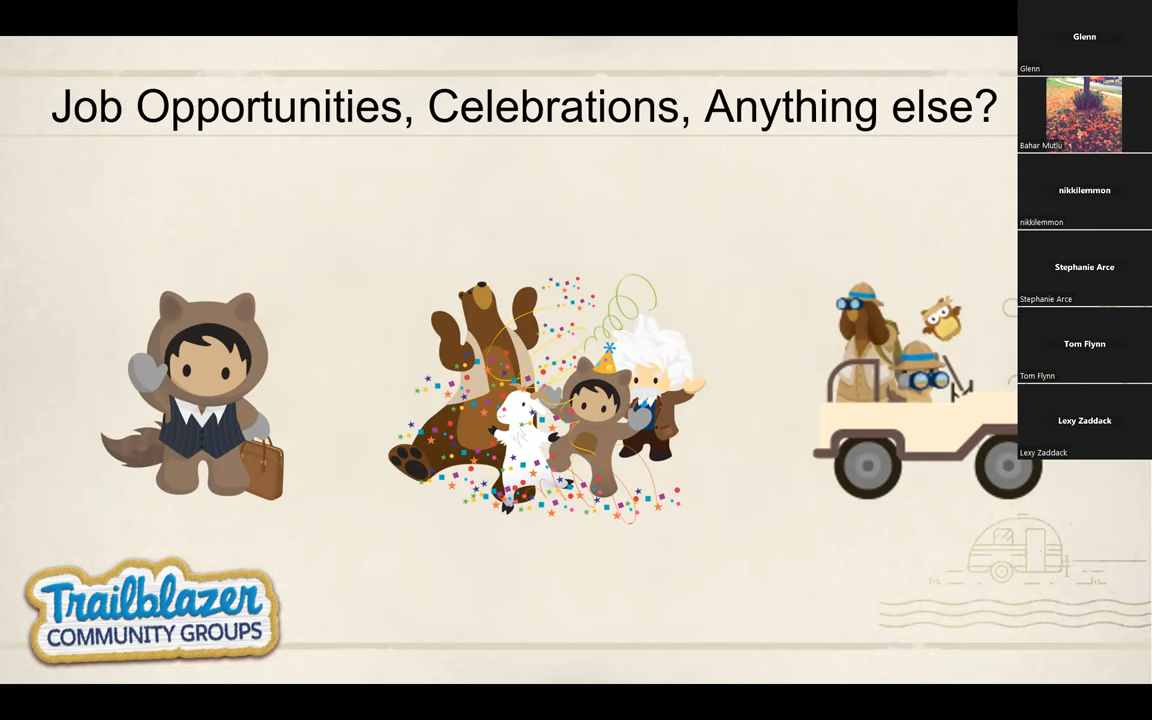 Job Opportunities, Celebrations, Anything else?
Trailblazer
COMMUNITY GROUPS
Glenn
Glenn
Bahar Mutlu
nikkilemmon
nikkilemmon
Stephanie Arce
Stephanie Arce
Tom Flynn
Tom Flynn
Lexy Zaddack
Lexy Zaddack